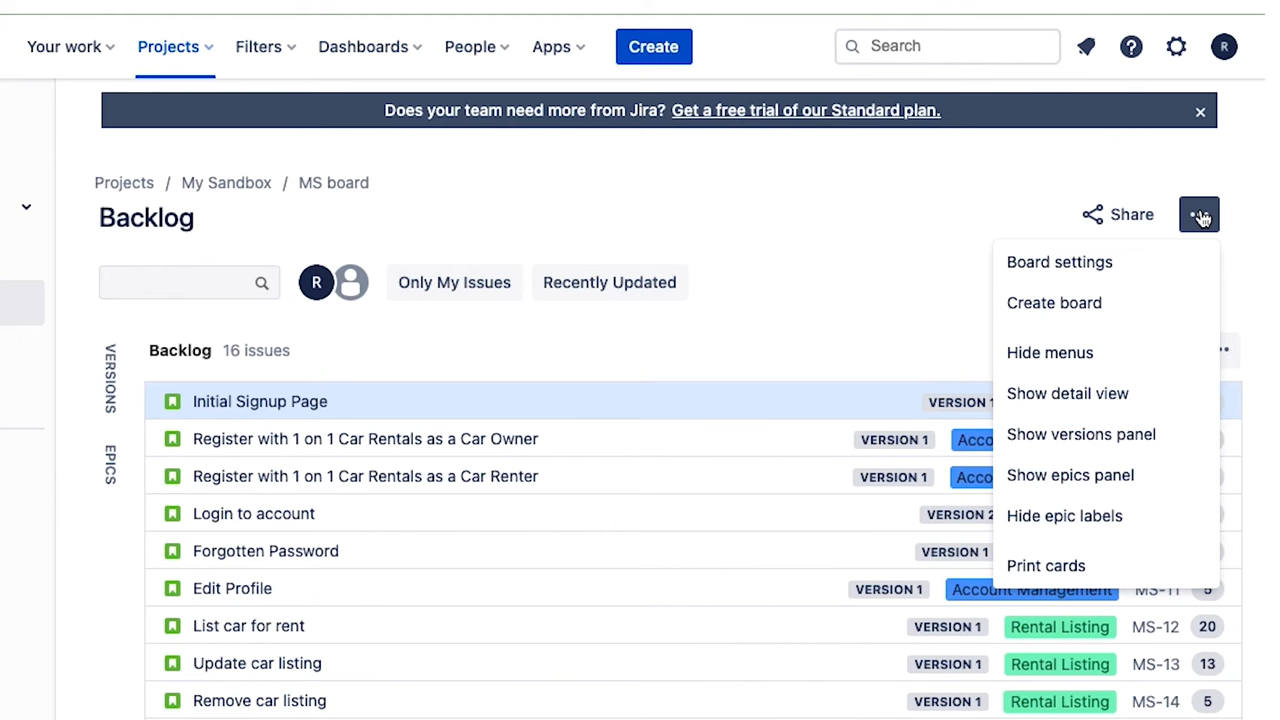 Your work Projects Filters Dashboards People Apps Create Search R
Does your team need more from Jira? Get a free trial of our Standard plan.
Projects / My Sandbox / MS board
Backlog Share
Board settings
Create board
Hide menus
Show detail view
Show versions panel
Show epics panel
Hide epic labels
Print cards
R Only My Issues Recently Updated
VERSIONS
EPICS
Backlog 16 issues
Initial Signup Page VERSION 1
Register with 1 on 1 Car Rentals as a Car Owner VERSION 1 Acco
Register with 1 on 1 Car Rentals as a Car Renter VERSION 1 Acco
Login to account VERSION 2
Forgotten Password VERSION 1
Edit Profile VERSION 1 Account Management MS-11 5
List car for rent VERSION 1 Rental Listing MS-12 20
Update car listing VERSION 1 Rental Listing MS-13 13
Remove car listing VERSION 1 Rental Listing MS-14 5